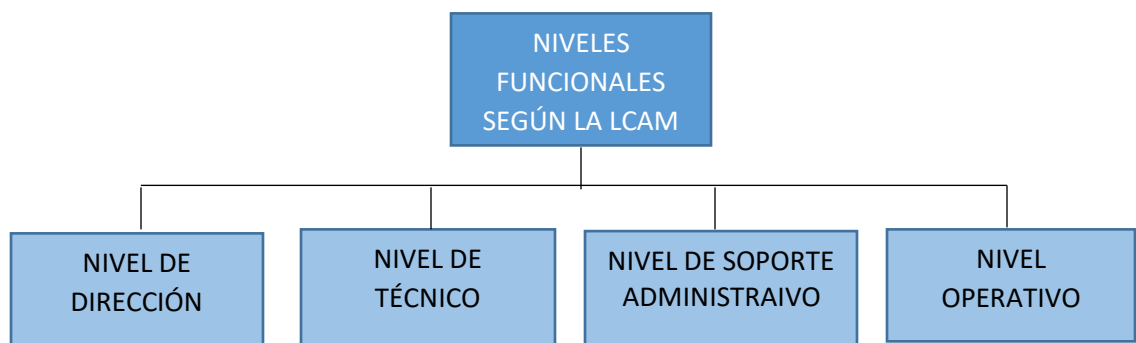 NIVELES
FUNCIONALES
SEGÚN LA LCAM
NIVEL DE
DIRECCIÓN
NIVEL DE
TÉCNICO
NIVEL DE SOPORTE
ADMINISTRAIVO
NIVEL
OPERATIVO